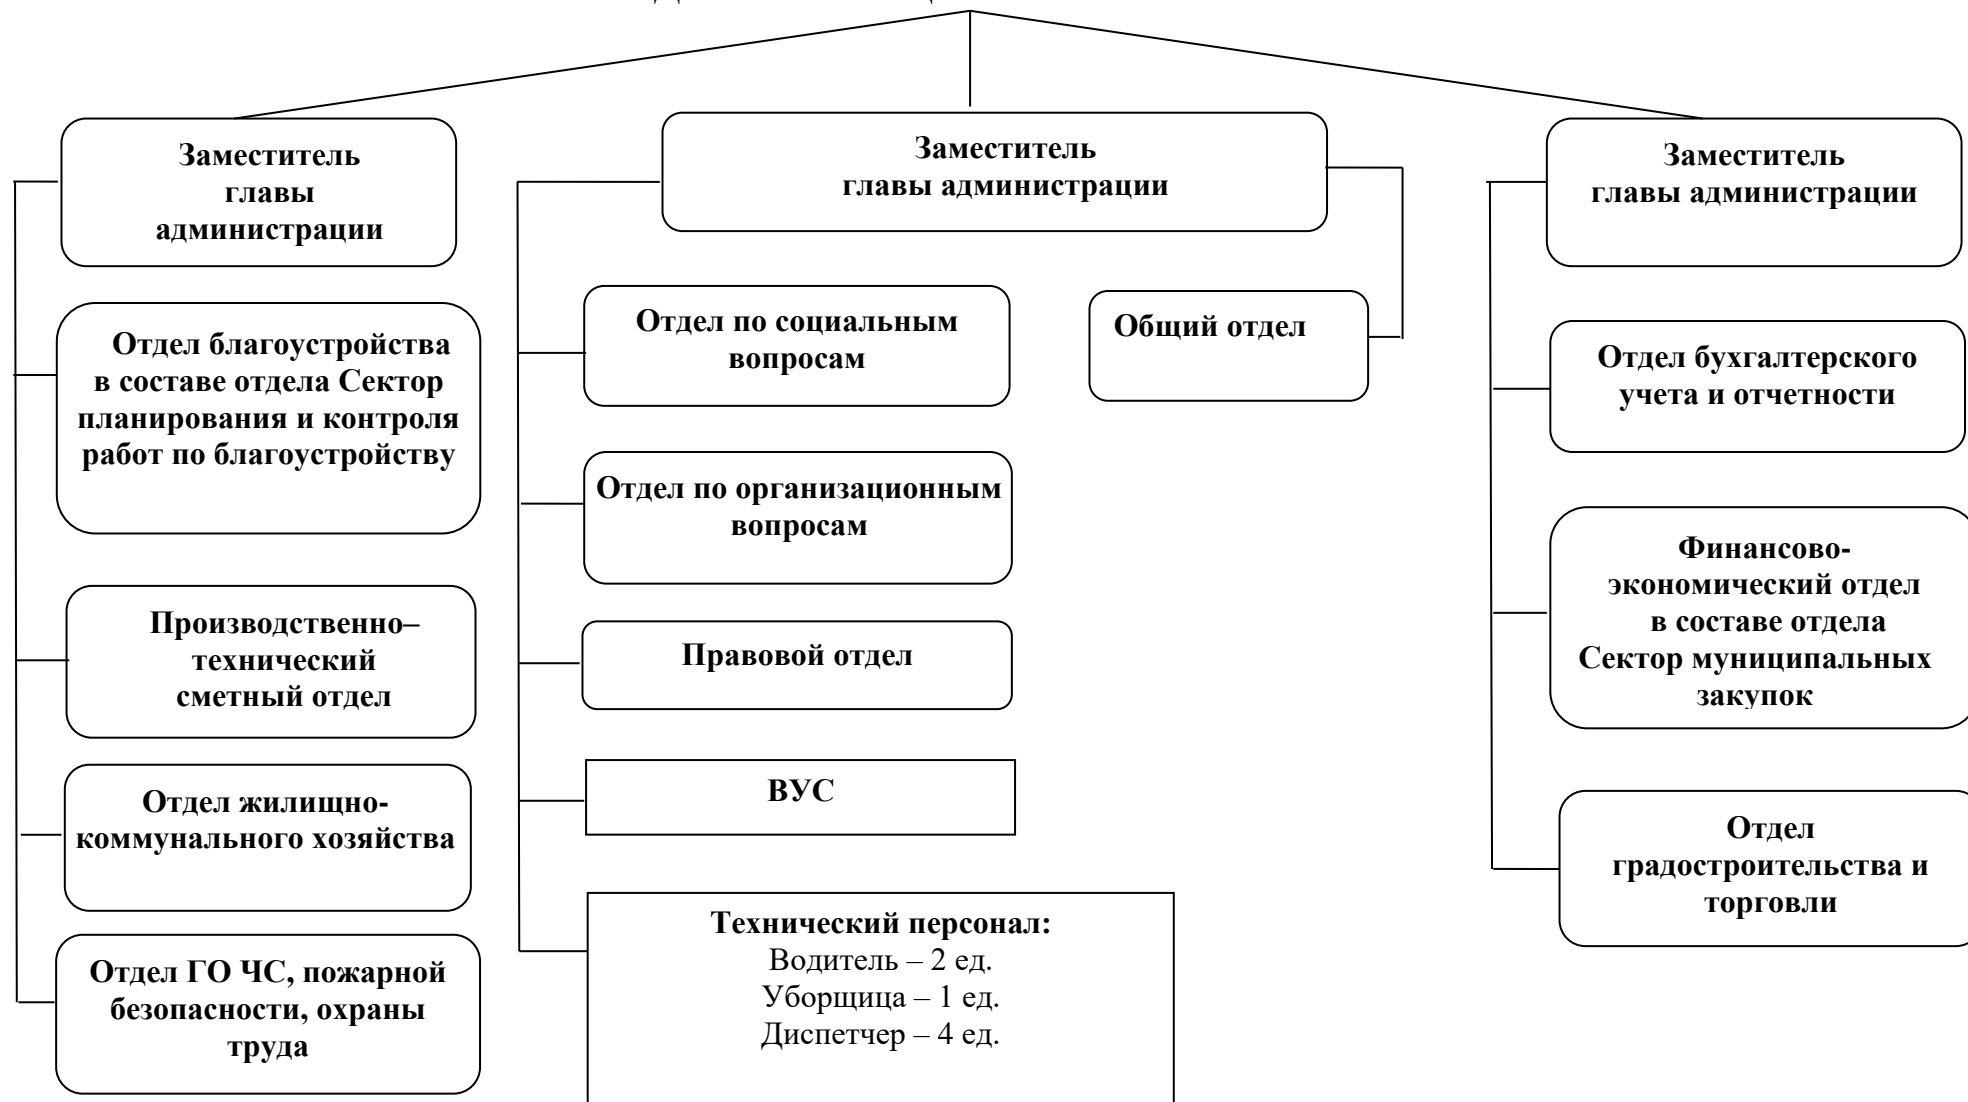 Заместитель
главы
администрации
Отдел благоустройства
в составе отдела Сектор
планирования и контроля
работ по благоустройству
Производственно–
технический
сметный отдел
Отдел жилищно-
коммунального хозяйства
Отдел ГО ЧС, пожарной
безопасности, охраны
труда
Заместитель
главы администрации
Отдел по социальным
вопросам
Общий отдел
Отдел по организационным
вопросам
Правовой отдел
ВУС
Технический персонал:
Водитель – 2 ед.
Уборщица – 1 ед.
Диспетчер – 4 ед.
Заместитель
главы администрации
Отдел бухгалтерского
учета и отчетности
Финансово-
экономический отдел
в составе отдела
Сектор муниципальных
закупок
Отдел
градостроительства и
торговли